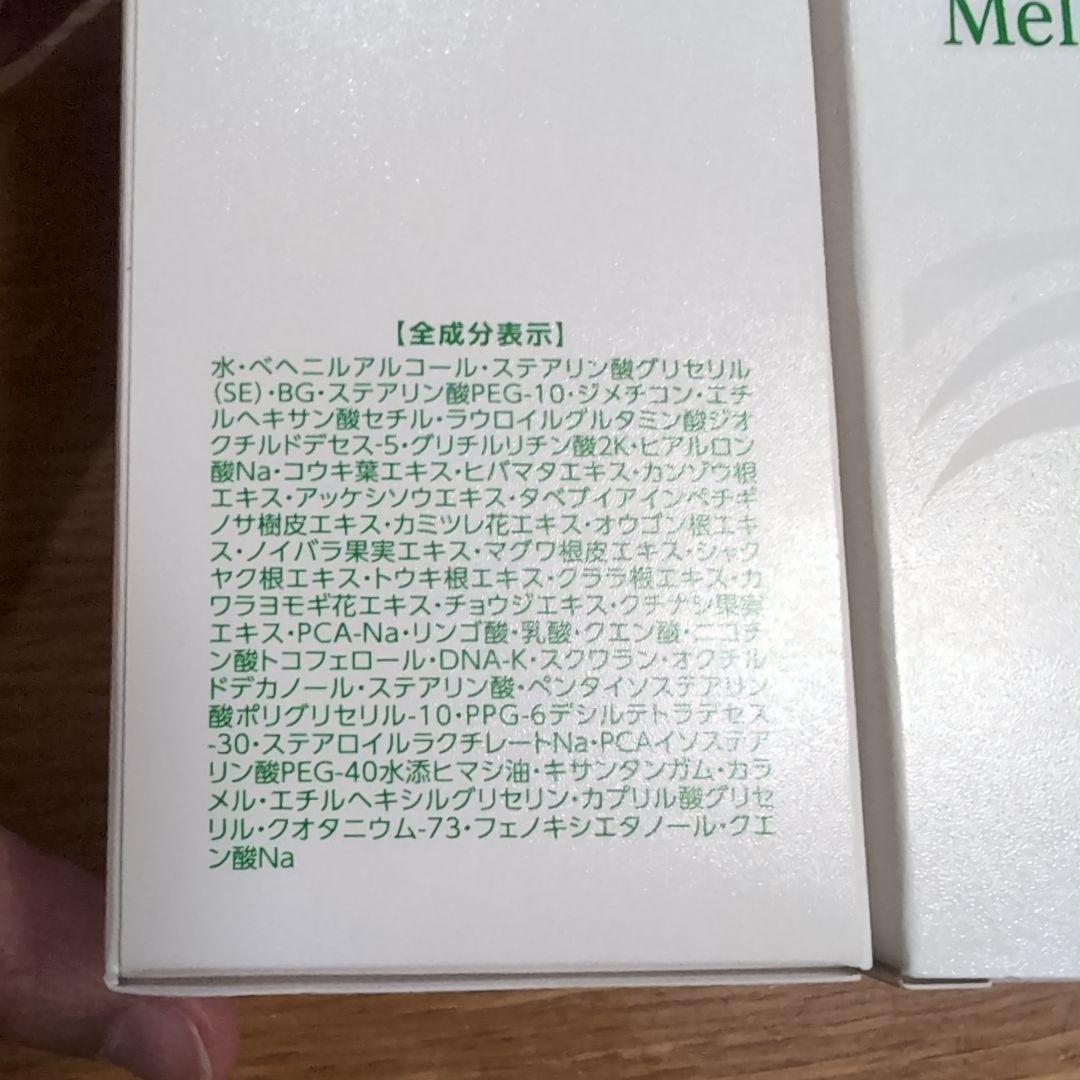 Mel
【全成分表示】
水・ベヘニルアルコール・ステアリン酸グリセリル
(SE)・BG・ステアリン酸PEG-10・ジメチコン・エチ
ルヘキサン酸セチル・ラウロイルグルタミン酸ジオ
クチルドデセス-5・グリチルリチン酸2K・ヒアルロン
酸Na・コウキ葉エキス・ヒバマタエキス・カンゾウ根
エキス・アッケシソウエキス・タベブイアインペチギ
ノサ樹皮エキス・カミツレ花エキス・オウゴン根エキ
ス・ノイバラ果実エキス・マグワ根皮エキス・シャク
ヤク根エキス・トウキ根エキス・クララ根エキス・カ
ワラヨモギ花エキス・チョウジエキス・クチナシ果実
エキス・PCA-Na・リンゴ酸・乳酸・クエン酸・ニコチ
ン酸トコフェロール・DNA-K・スクワラン・オクチル
ドデカノール・ステアリン酸・ペンタイソステアリン
酸ポリグリセリル-10・PPG-6デシルテトラデセス
-30・ステアロイルラクチレートNa・PCAイソステア
リン酸PEG-40水添ヒマシ油・キサンタンガム・カラ
メル・エチルヘキシルグリセリン・カプリル酸グリセ
リル・クオタニウム-73・フェノキシエタノール・クエ
ン酸Na